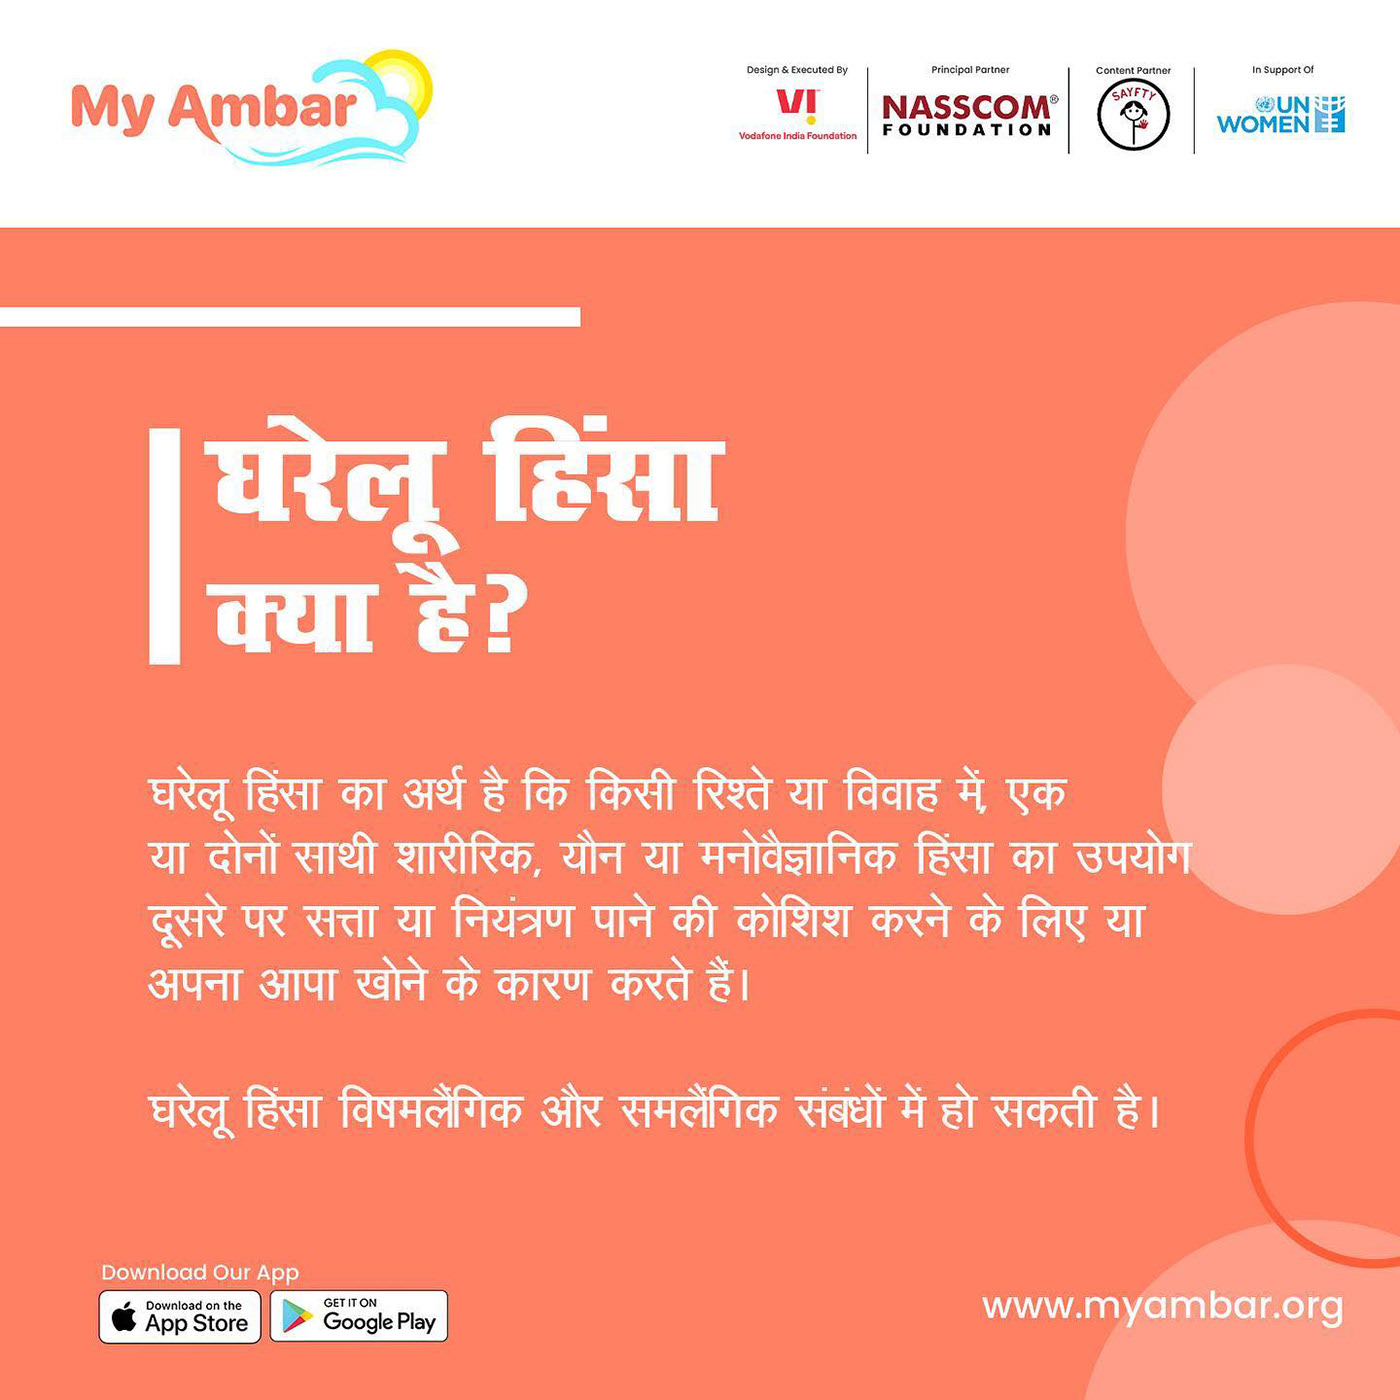 My Ambar
Design & Executed By
VI
Vodafone India Foundation
Principal Partner
NASSCOM®
FOUNDATION
Content Partner
SAYFTY
In Support Of
UN
WOMEN
घरेलू हिंसा
क्या है?
घरेलू हिंसा का अर्थ है कि किसी रिश्ते या विवाह में, एक
या दोनों साथी शारीरिक, यौन या मनोवैज्ञानिक हिंसा का उपयोग
दूसरे पर सत्ता या नियंत्रण पाने की कोशिश करने के लिए या
अपना आपा खोने के कारण करते हैं।
घरेलू हिंसा विषमलैंगिक और समलैंगिक संबंधों में हो सकती है।
Download Our App
Download on the
App Store
GET IT ON
Google Play
www.myambar.org